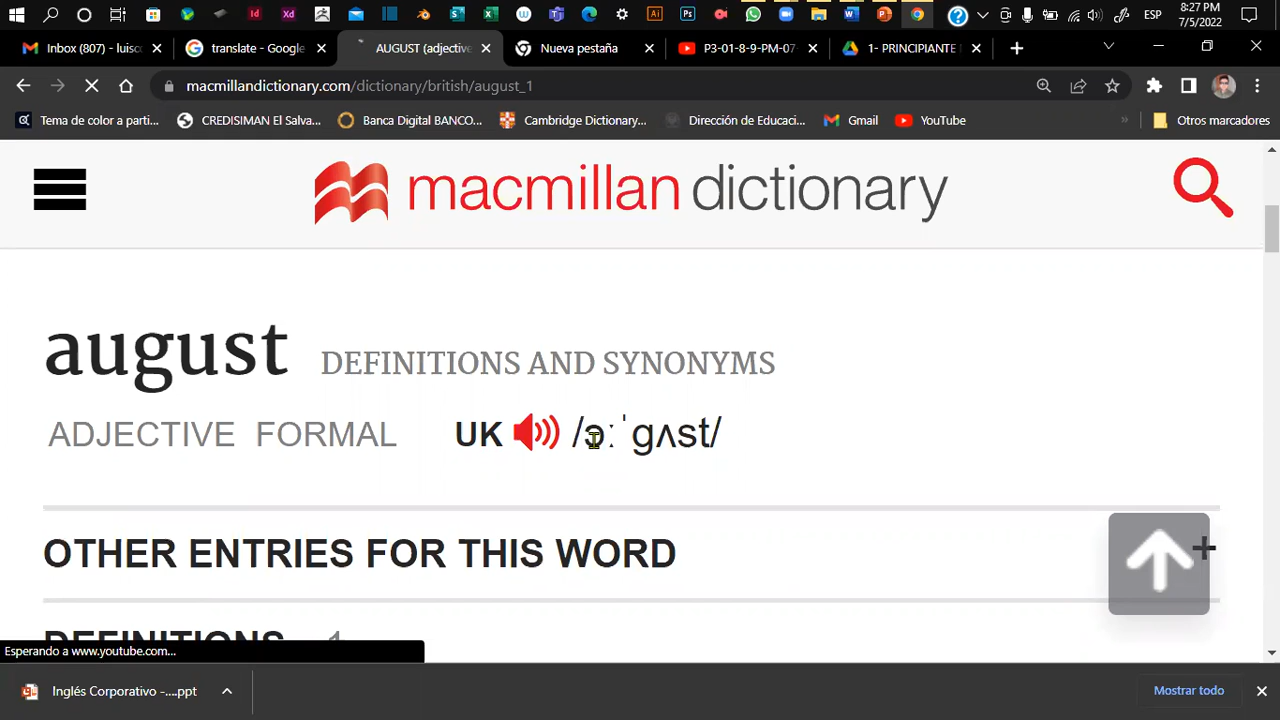 ESP
8:27 PM
7/5/2022
Inbox (807) - luisc
translate - Google
AUGUST (adjective
Nueva pestaña
P3-01-8-9-PM-07-
1- PRINCIPIANTE
macmillandictionary.com/dictionary/british/august_1
Tema de color a parti...
CREDISIMAN El Salva...
Banca Digital BANCO...
Cambridge Dictionary...
Dirección de Educaci...
Gmail
YouTube
»
Otros marcadores
macmillan dictionary
august DEFINITIONS AND SYNONYMS
ADJECTIVE FORMAL UK /ɔːˈɡʌst/
OTHER ENTRIES FOR THIS WORD +
DEFINITIONS 1
Esperando a www.youtube.com...
Inglés Corporativo -....ppt
Mostrar todo